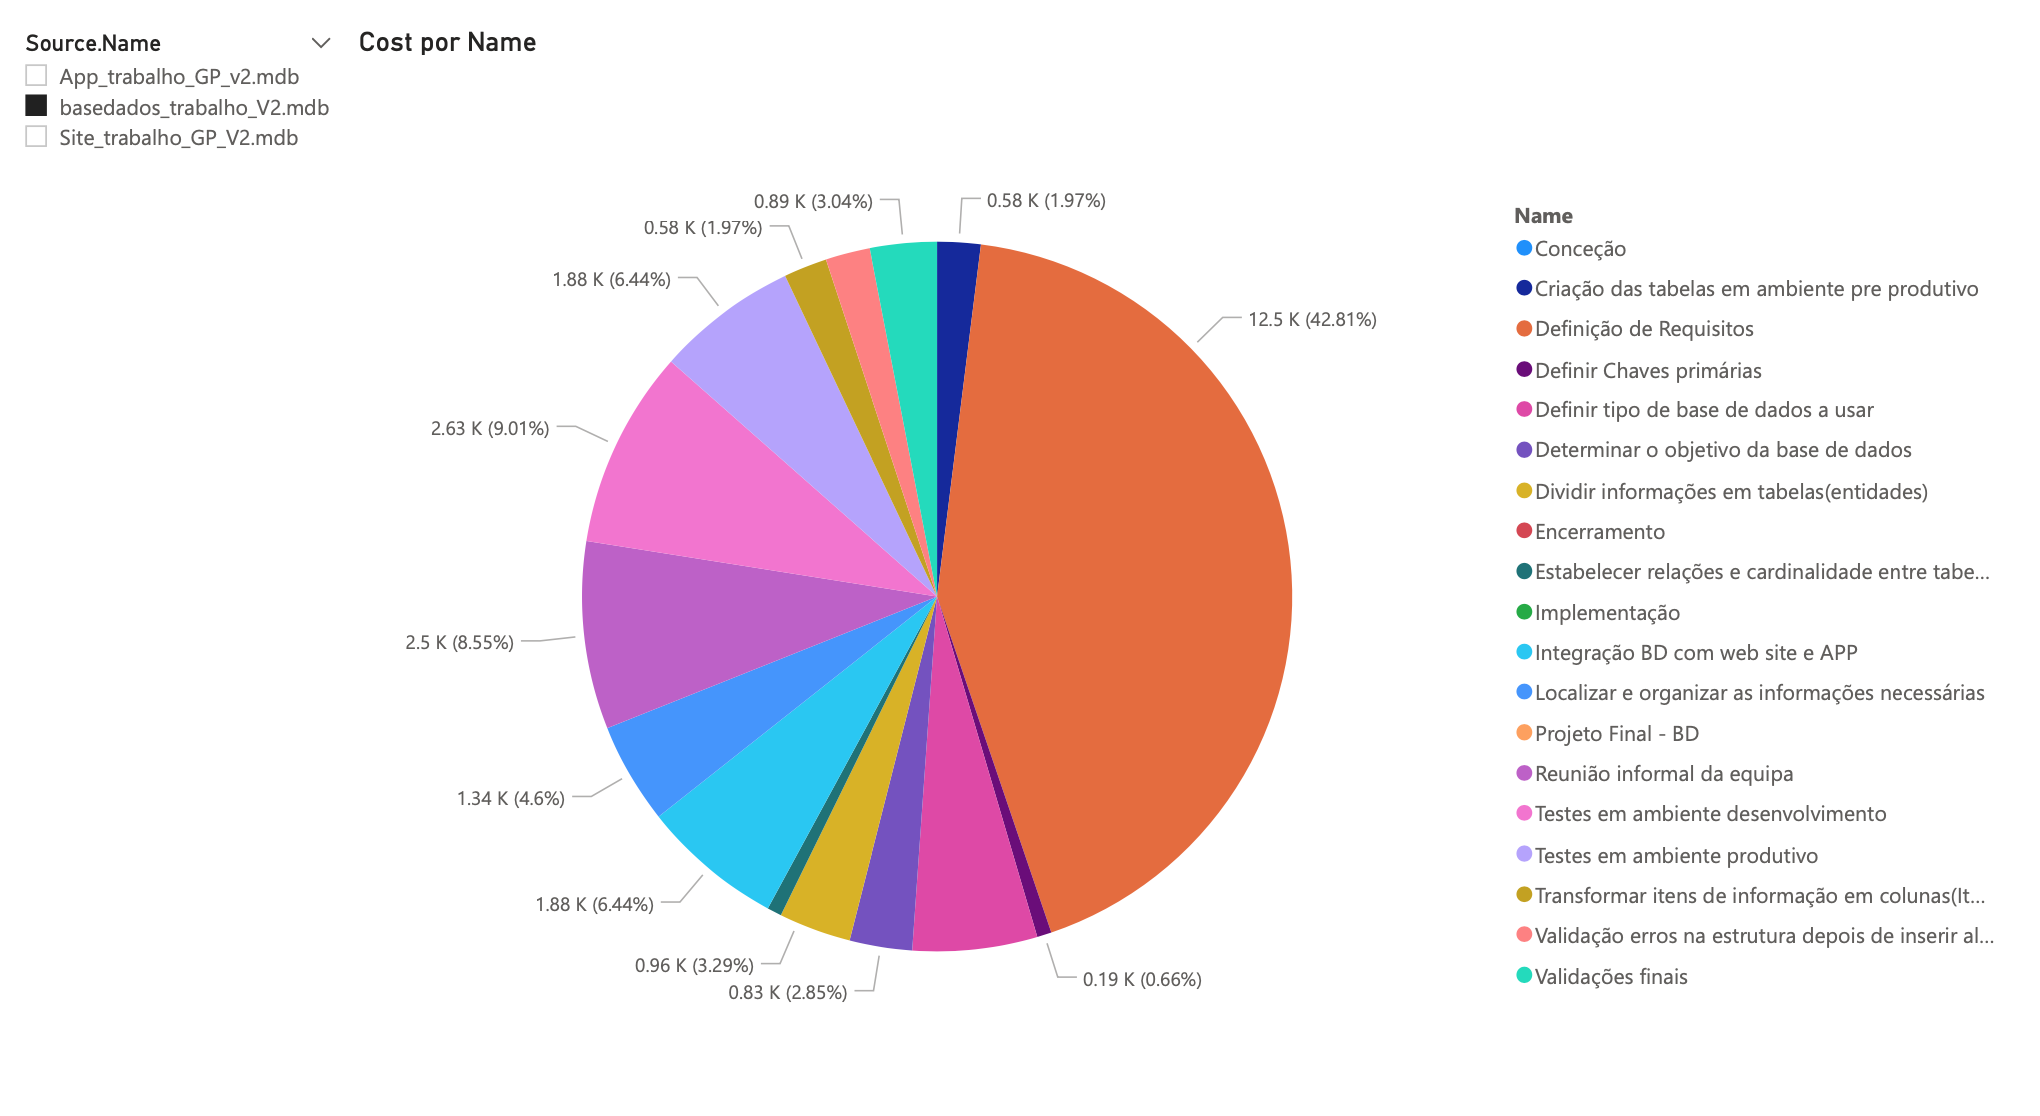 Source.Name
App_trabalho_GP_v2.mdb
basedados_trabalho_V2.mdb
Site_trabalho_GP_V2.mdb
Cost por Name
0.89 K (3.04%)
0.58 K (1.97%)
0.58 K (1.97%)
1.88 K (6.44%)
12.5 K (42.81%)
2.63 K (9.01%)
2.5 K (8.55%)
1.34 K (4.6%)
1.88 K (6.44%)
0.96 K (3.29%)
0.83 K (2.85%)
0.19 K (0.66%)
Name
Conceção
Criação das tabelas em ambiente pre produtivo
Definição de Requisitos
Definir Chaves primárias
Definir tipo de base de dados a usar
Determinar o objetivo da base de dados
Dividir informações em tabelas(entidades)
Encerramento
Estabelecer relações e cardinalidade entre tabe...
Implementação
Integração BD com web site e APP
Localizar e organizar as informações necessárias
Projeto Final - BD
Reunião informal da equipa
Testes em ambiente desenvolvimento
Testes em ambiente produtivo
Transformar itens de informação em colunas(It...
Validação erros na estrutura depois de inserir al...
Validações finais